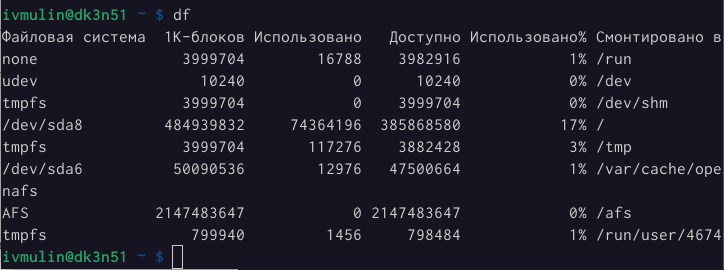 ivmulin@dk3n51 ~ $ df
Файловая система 1K-блоков Использовано Доступно Использовано% Смонтировано в
none 3999704 16788 3982916 1% /run
udev 10240 0 10240 0% /dev
tmpfs 3999704 0 3999704 0% /dev/shm
/dev/sda8 484939832 74364196 385868580 17% /
tmpfs 3999704 117276 3882428 3% /tmp
/dev/sda6 50090536 12976 47500664 1% /var/cache/ope
nafs
AFS 2147483647 0 2147483647 0% /afs
tmpfs 799940 1456 798484 1% /run/user/4674
ivmulin@dk3n51 ~ $